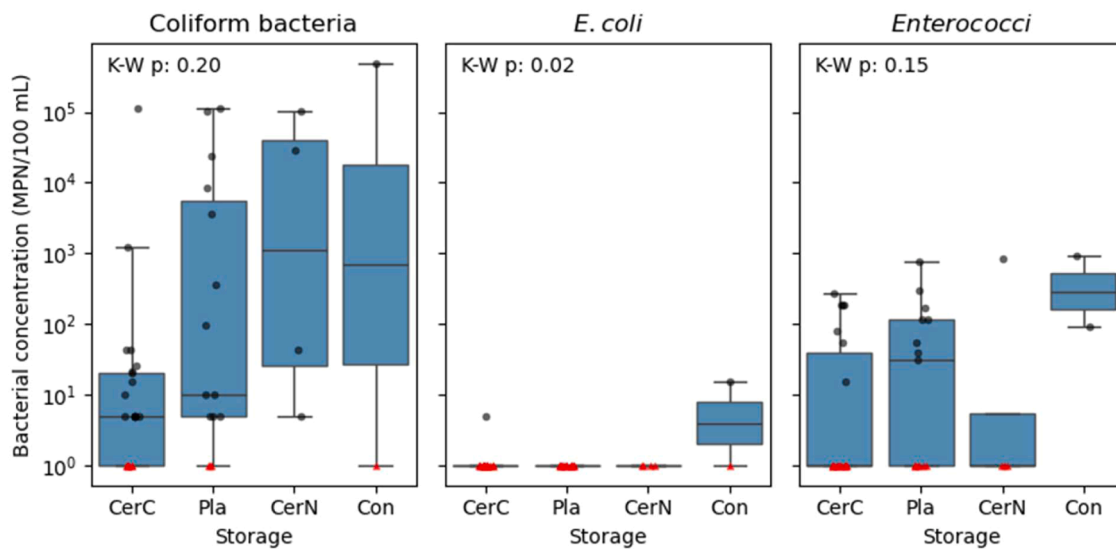 Coliform bacteria
E. coli
Enterococci
K-W p: 0.20
K-W p: 0.02
K-W p: 0.15
Bacterial concentration (MPN/100 mL)
10⁵
10⁴
10³
10²
10¹
10⁰
CerC Pla CerN Con
CerC Pla CerN Con
CerC Pla CerN Con
Storage
Storage
Storage